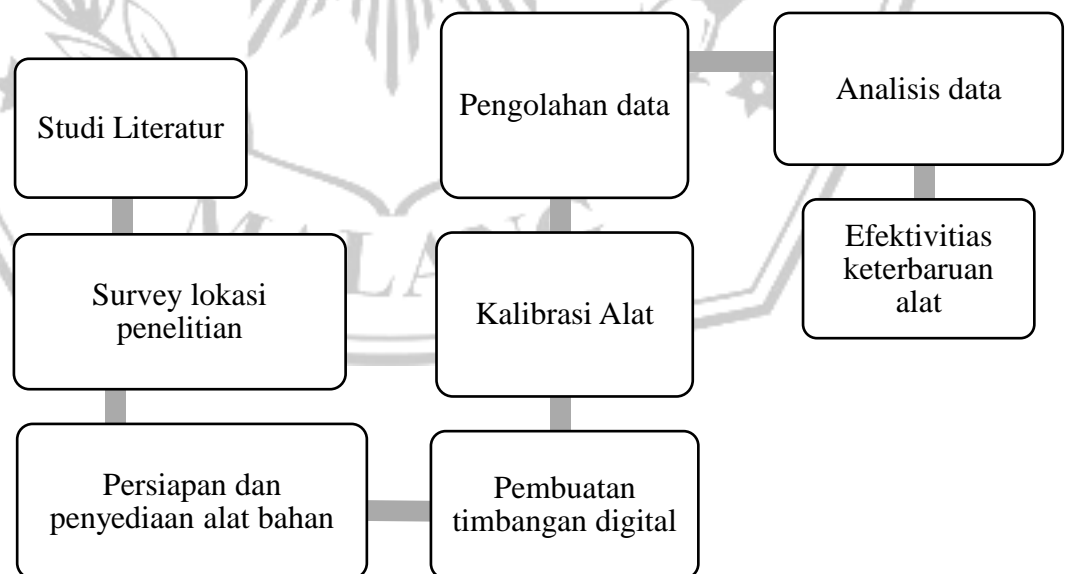 Studi Literatur
Survey lokasi
penelitian
Persiapan dan
penyediaan alat bahan
Pembuatan
timbangan digital
Kalibrasi Alat
Pengolahan data
Analisis data
Efektivitias
keterbaruan
alat
MALANG